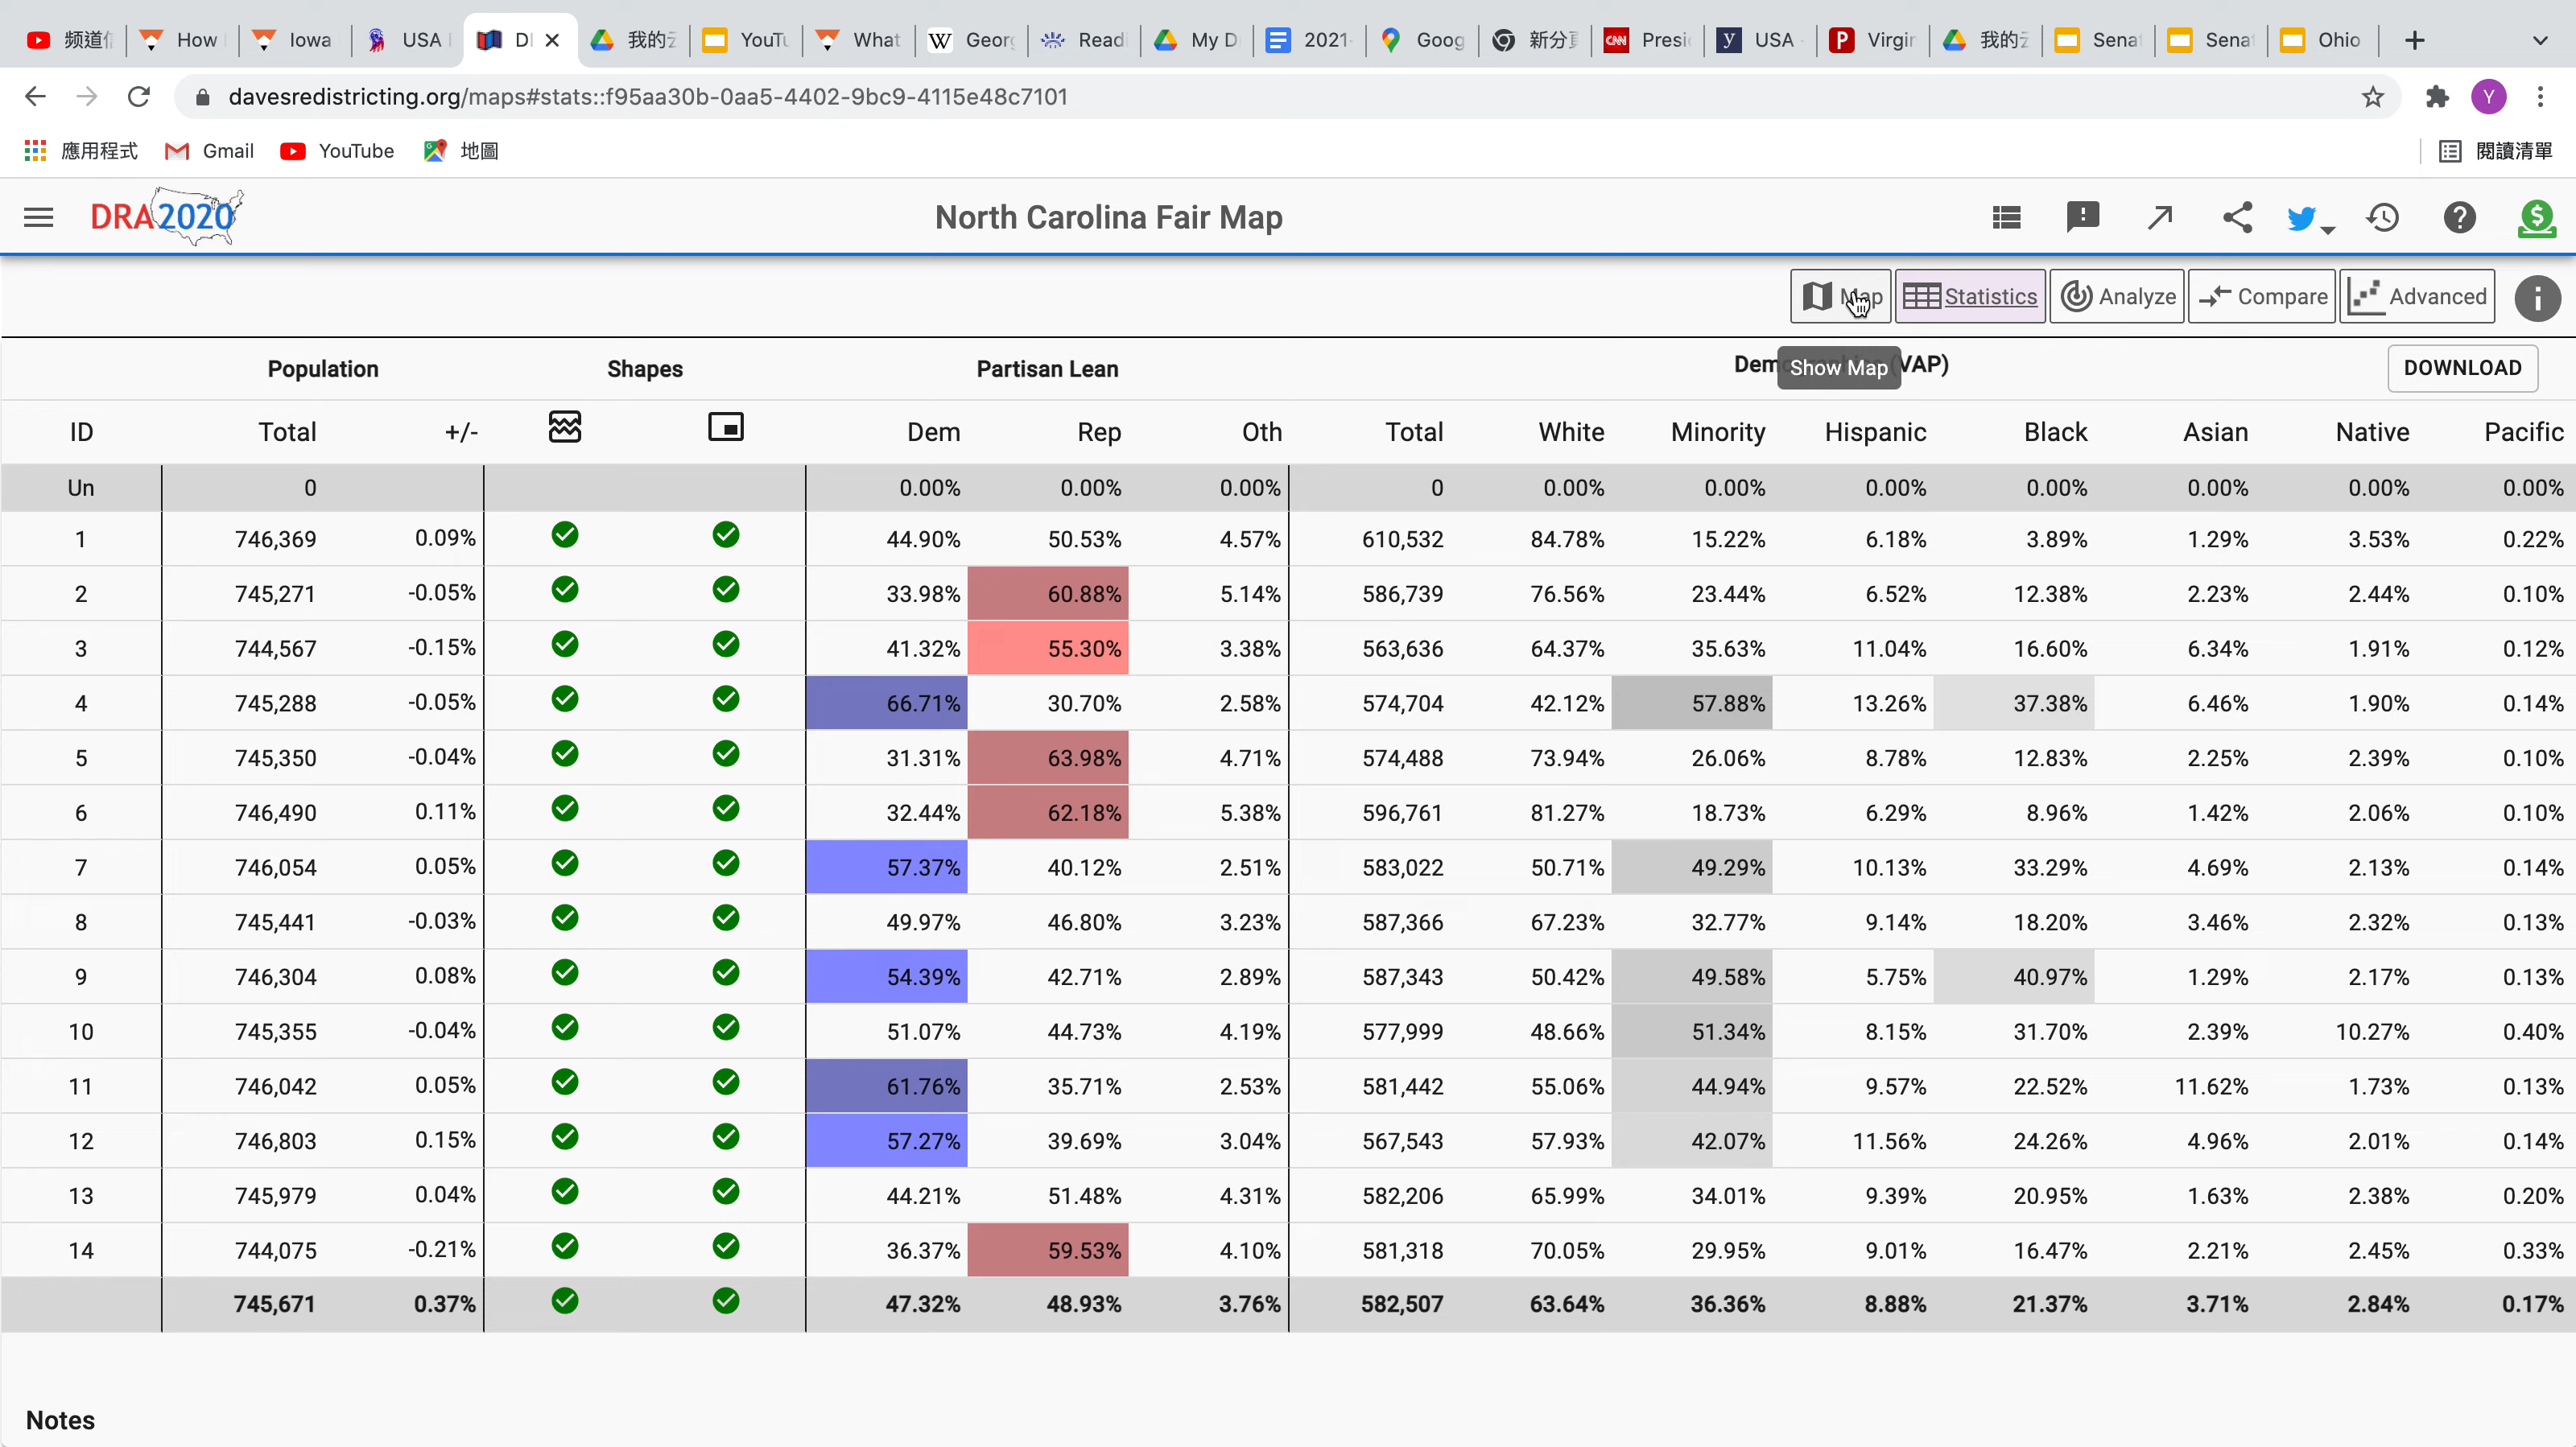 频道信 How Iowa USA DI 我的云 YouTu What W Georg Read My D 2021- Goog 新分頁 CNN Presi y USA P Virgin 我的云 Senat Senat Ohio
davesredistricting.org/maps#stats::f95aa30b-0aa5-4402-9bc9-4115e48c7101 Y
應用程式 Gmail YouTube 地圖 閱讀清單
DRA2020 North Carolina Fair Map
Map Statistics Analyze Compare Advanced
Population Shapes Partisan Lean Dem (VAP) DOWNLOAD
Show Map
ID Total +/- Dem Rep Oth Total White Minority Hispanic Black Asian Native Pacific
Un 0 0.00% 0.00% 0.00% 0 0.00% 0.00% 0.00% 0.00% 0.00% 0.00% 0.00%
1 746,369 0.09% 44.90% 50.53% 4.57% 610,532 84.78% 15.22% 6.18% 3.89% 1.29% 3.53% 0.22%
2 745,271 -0.05% 33.98% 60.88% 5.14% 586,739 76.56% 23.44% 6.52% 12.38% 2.23% 2.44% 0.10%
3 744,567 -0.15% 41.32% 55.30% 3.38% 563,636 64.37% 35.63% 11.04% 16.60% 6.34% 1.91% 0.12%
4 745,288 -0.05% 66.71% 30.70% 2.58% 574,704 42.12% 57.88% 13.26% 37.38% 6.46% 1.90% 0.14%
5 745,350 -0.04% 31.31% 63.98% 4.71% 574,488 73.94% 26.06% 8.78% 12.83% 2.25% 2.39% 0.10%
6 746,490 0.11% 32.44% 62.18% 5.38% 596,761 81.27% 18.73% 6.29% 8.96% 1.42% 2.06% 0.10%
7 746,054 0.05% 57.37% 40.12% 2.51% 583,022 50.71% 49.29% 10.13% 33.29% 4.69% 2.13% 0.14%
8 745,441 -0.03% 49.97% 46.80% 3.23% 587,366 67.23% 32.77% 9.14% 18.20% 3.46% 2.32% 0.13%
9 746,304 0.08% 54.39% 42.71% 2.89% 587,343 50.42% 49.58% 5.75% 40.97% 1.29% 2.17% 0.13%
10 745,355 -0.04% 51.07% 44.73% 4.19% 577,999 48.66% 51.34% 8.15% 31.70% 2.39% 10.27% 0.40%
11 746,042 0.05% 61.76% 35.71% 2.53% 581,442 55.06% 44.94% 9.57% 22.52% 11.62% 1.73% 0.13%
12 746,803 0.15% 57.27% 39.69% 3.04% 567,543 57.93% 42.07% 11.56% 24.26% 4.96% 2.01% 0.14%
13 745,979 0.04% 44.21% 51.48% 4.31% 582,206 65.99% 34.01% 9.39% 20.95% 1.63% 2.38% 0.20%
14 744,075 -0.21% 36.37% 59.53% 4.10% 581,318 70.05% 29.95% 9.01% 16.47% 2.21% 2.45% 0.33%
745,671 0.37% 47.32% 48.93% 3.76% 582,507 63.64% 36.36% 8.88% 21.37% 3.71% 2.84% 0.17%
Notes